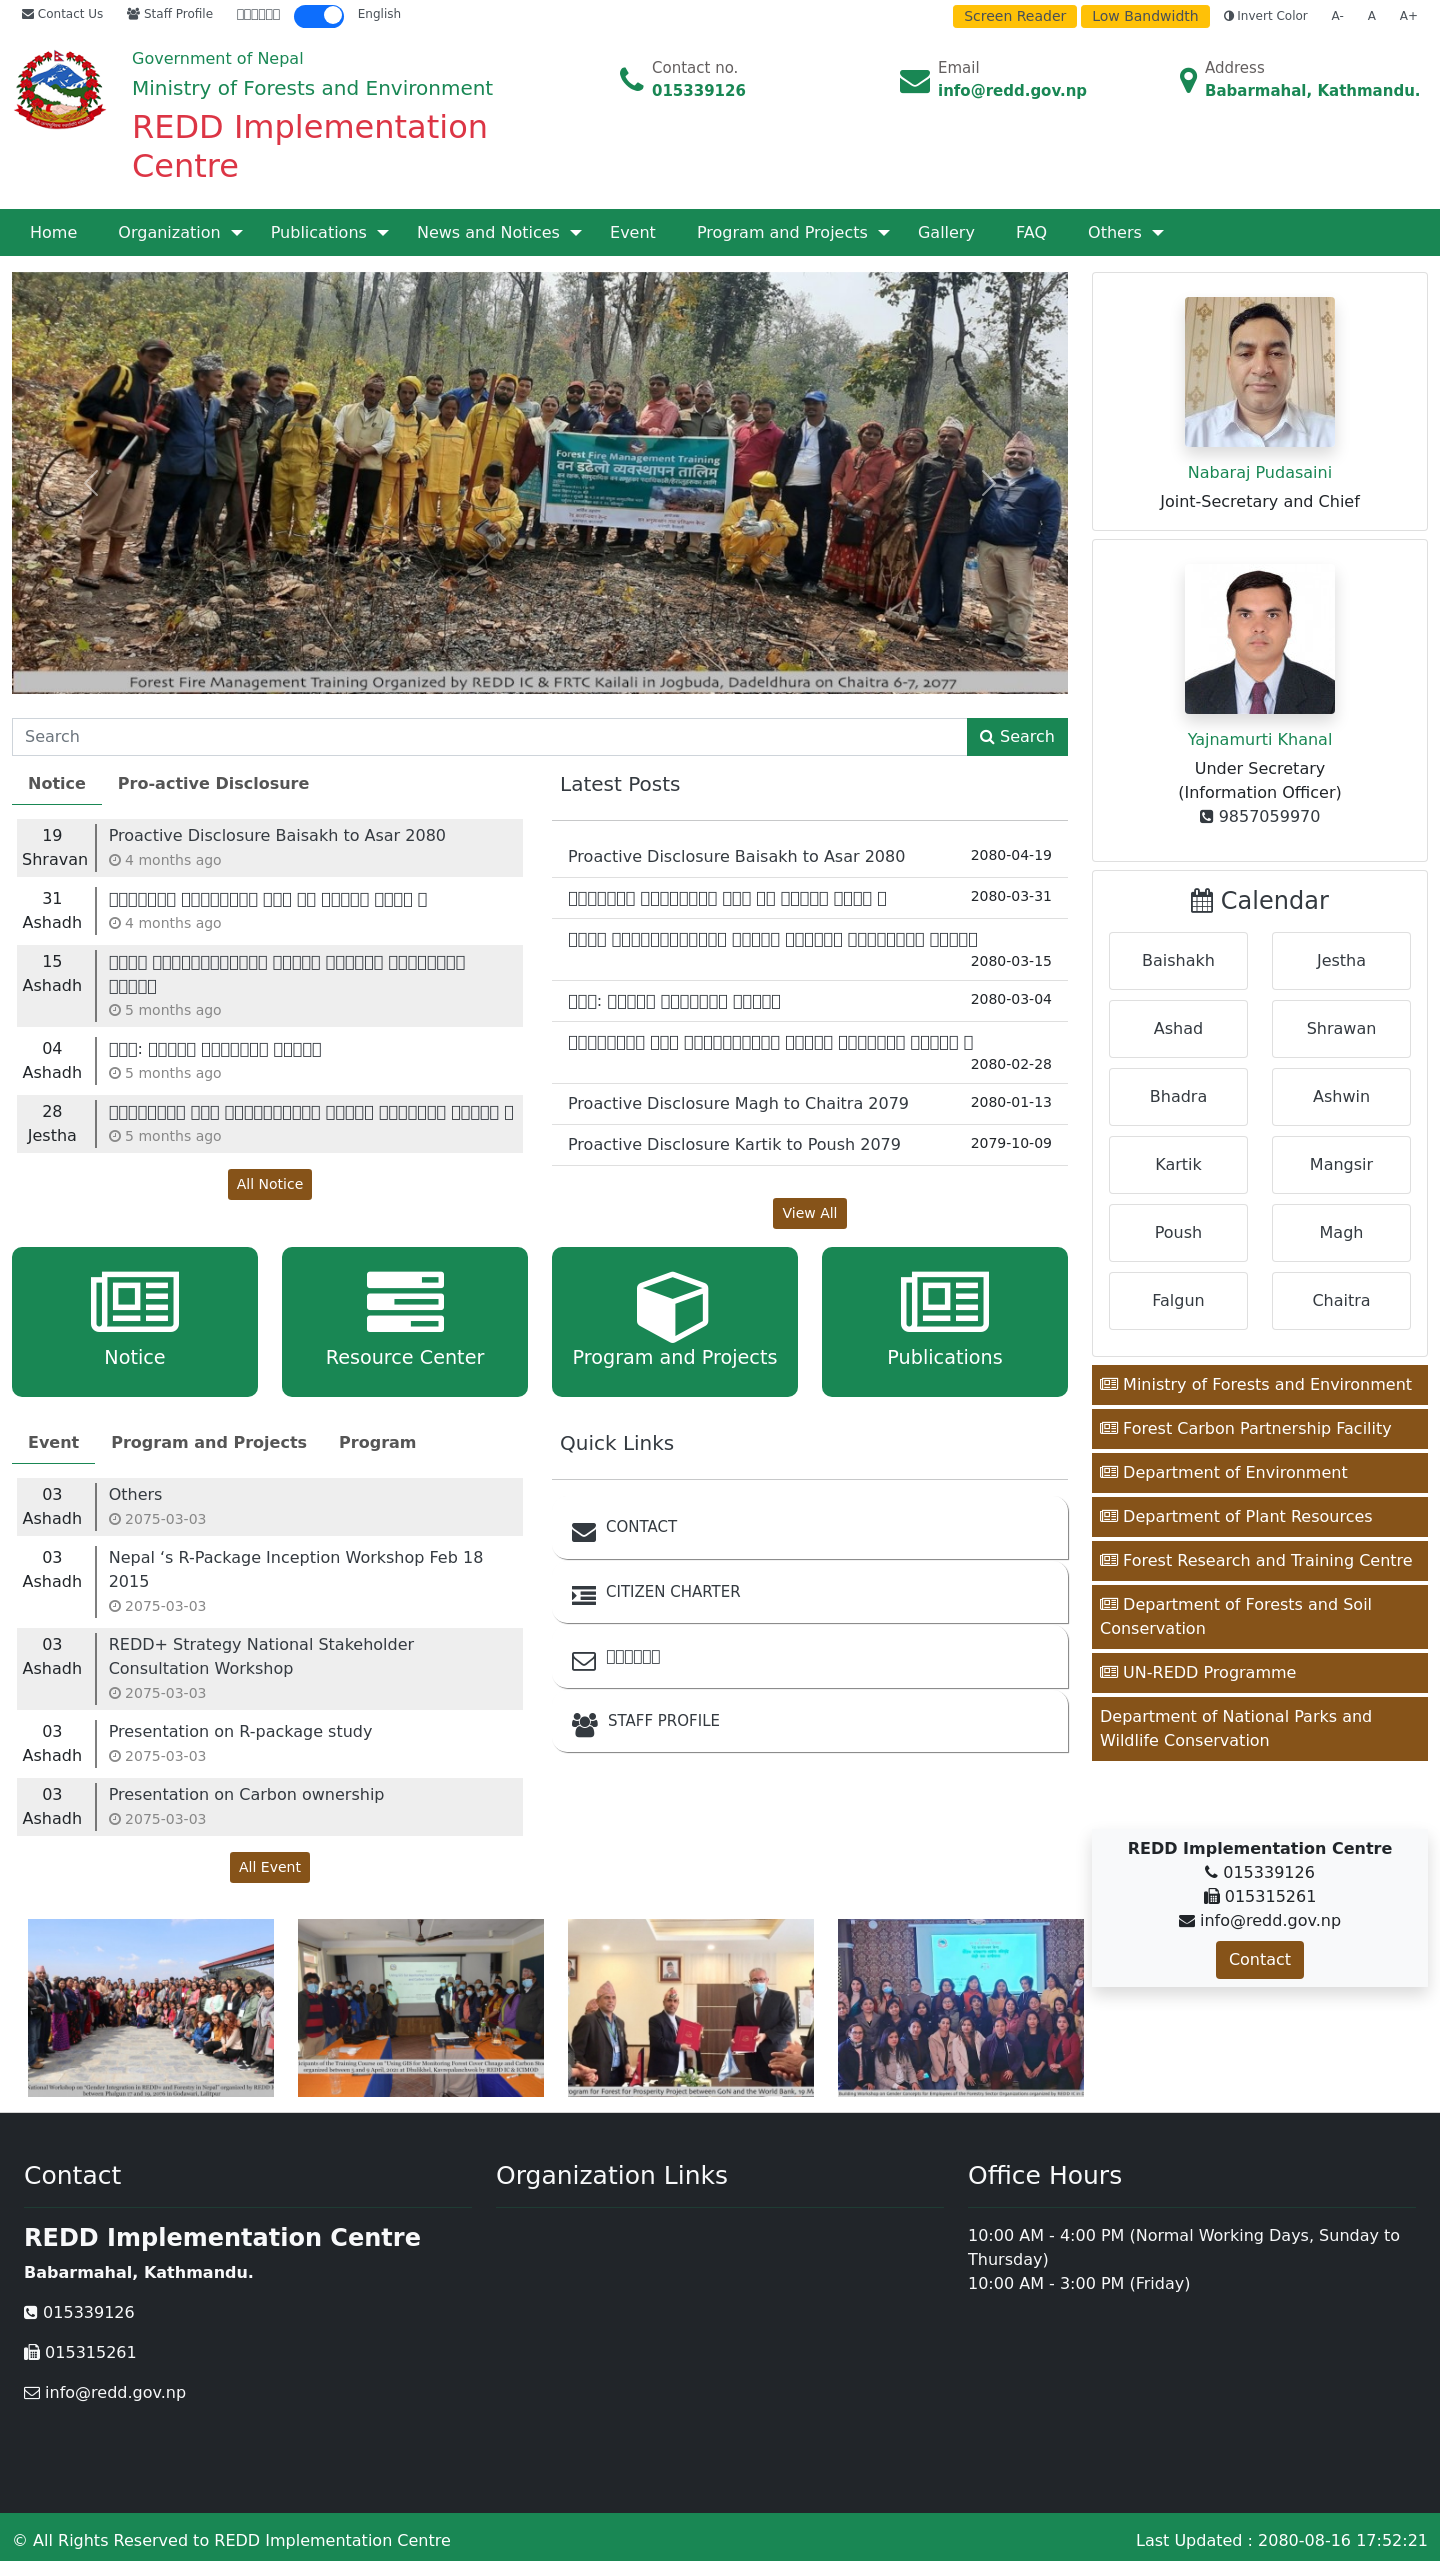 Contact Us
Staff Profile
English
Screen Reader
Low Bandwidth
Invert Color
A-
A
A+
Government of Nepal
Ministry of Forests and Environment
REDD Implementation
Centre
Contact no.
015339126
Email
info@redd.gov.np
Address
Babarmahal, Kathmandu.
Home
Organization
Publications
News and Notices
Event
Program and Projects
Gallery
FAQ
Others
Forest Fire Management Training
वन डढेलो व्यवस्थापन तालिम
Forest Fire Management Training Organized by REDD IC & FRTC Kailali in Jogbuda, Dadeldhura on Chaitra 6-7, 2077
Nabaraj Pudasaini
Joint-Secretary and Chief
Yajnamurti Khanal
Under Secretary
(Information Officer)
9857059970
Search
Search
Notice
Pro-active Disclosure
19
Shravan
Proactive Disclosure Baisakh to Asar 2080
4 months ago
31
Ashadh
4 months ago
15
Ashadh
5 months ago
04
Ashadh
5 months ago
28
Jestha
5 months ago
All Notice
Latest Posts
Proactive Disclosure Baisakh to Asar 2080
2080-04-19
2080-03-31
2080-03-15
2080-03-04
2080-02-28
Proactive Disclosure Magh to Chaitra 2079
2080-01-13
Proactive Disclosure Kartik to Poush 2079
2079-10-09
View All
Calendar
Baishakh
Jestha
Ashad
Shrawan
Bhadra
Ashwin
Kartik
Mangsir
Poush
Magh
Falgun
Chaitra
Notice
Resource Center
Program and Projects
Publications
Ministry of Forests and Environment
Forest Carbon Partnership Facility
Department of Environment
Department of Plant Resources
Forest Research and Training Centre
Department of Forests and Soil
Conservation
UN-REDD Programme
Department of National Parks and
Wildlife Conservation
Event
Program and Projects
Program
03
Ashadh
Others
2075-03-03
03
Ashadh
Nepal ‘s R-Package Inception Workshop Feb 18
2015
2075-03-03
03
Ashadh
REDD+ Strategy National Stakeholder
Consultation Workshop
2075-03-03
03
Ashadh
Presentation on R-package study
2075-03-03
03
Ashadh
Presentation on Carbon ownership
2075-03-03
All Event
Quick Links
CONTACT
CITIZEN CHARTER
STAFF PROFILE
REDD Implementation Centre
015339126
015315261
info@redd.gov.np
Contact
Contact
REDD Implementation Centre
Babarmahal, Kathmandu.
015339126
015315261
info@redd.gov.np
Organization Links
Office Hours
10:00 AM - 4:00 PM (Normal Working Days, Sunday to
Thursday)
10:00 AM - 3:00 PM (Friday)
© All Rights Reserved to REDD Implementation Centre
Last Updated : 2080-08-16 17:52:21